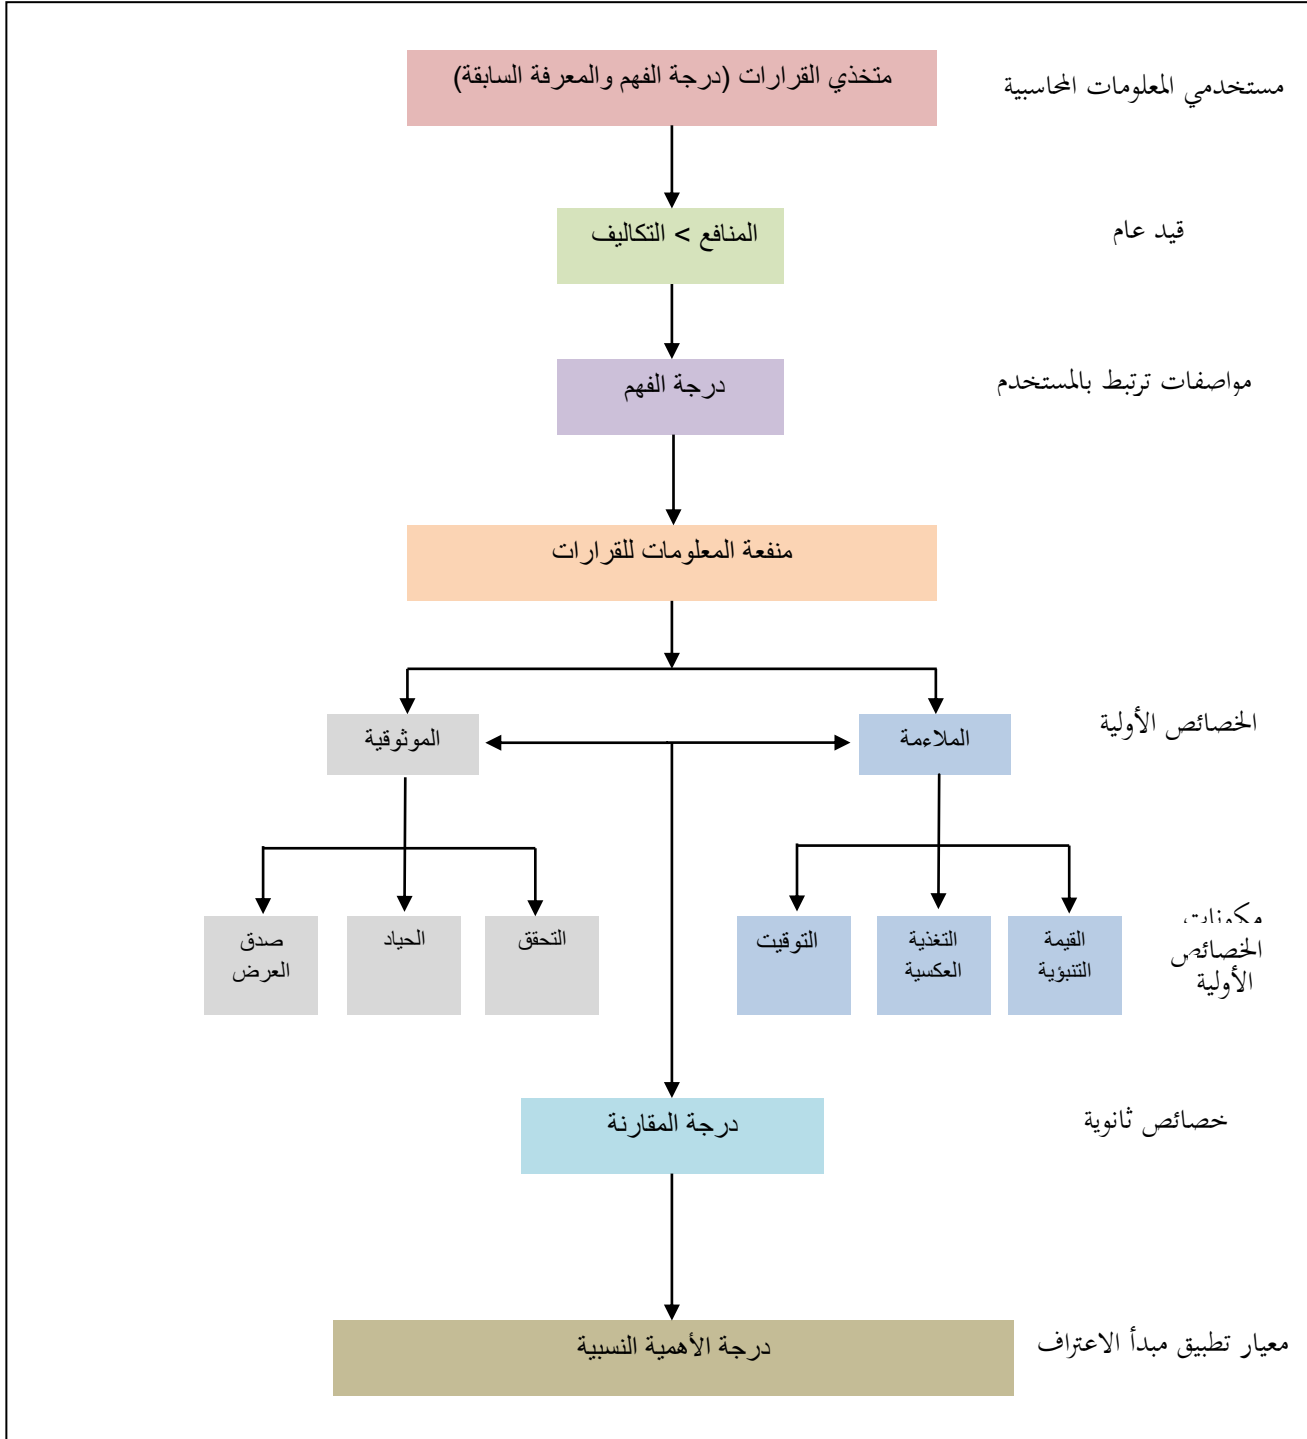 مستخدمي المعلومات المحاسبية
متخذي القرارات (درجة الفهم والمعرفة السابقة)
قيد عام
المنافع > التكاليف
مواصفات ترتبط بالمستخدم
درجة الفهم
منفعة المعلومات للقرارات
الخصائص الأولية
الملاءمة
الموثوقية
مكونات
الخصائص
الأولية
القيمة
التنبؤية
التغذية
العكسية
التوقيت
التحقق
الحياد
صدق
العرض
خصائص ثانوية
درجة المقارنة
معيار تطبيق مبدأ الاعتراف
درجة الأهمية النسبية